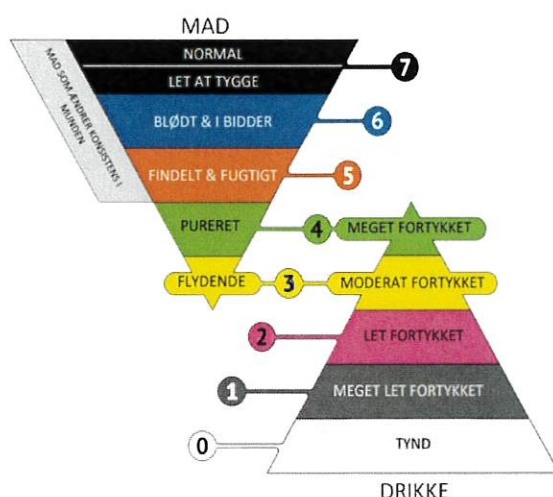 MAD
NORMAL
LET AT TYGGE
7
MAD SOM ÆNDRER KONSISTENS I
MUNDEN
BLØDT & I BIDDER
6
FINDELT & FUGTIGT
5
PURERET
4
MEGET FORTYKKET
FLYDENDE
3
MODERAT FORTYKKET
2
LET FORTYKKET
1
MEGET LET FORTYKKET
0
TYND
DRIKKE